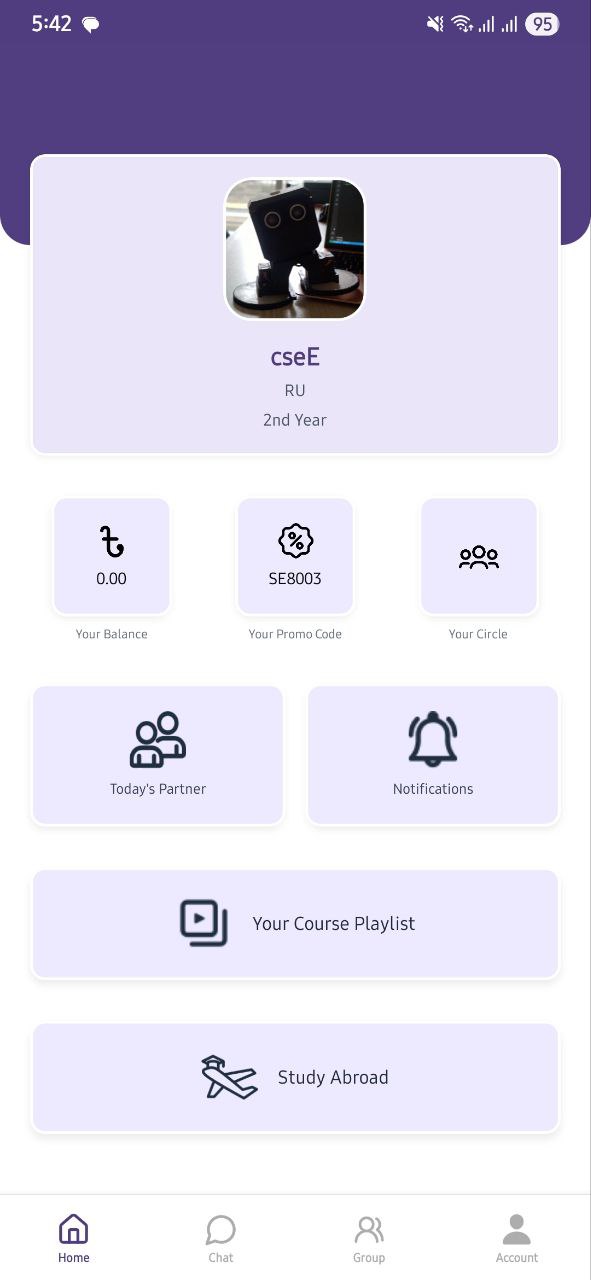 5:42
95
cseE
RU
2nd Year
৳
0.00
%
SE8003
Your Balance
Your Promo Code
Your Circle
Today's Partner
Notifications
Your Course Playlist
Study Abroad
Home
Chat
Group
Account